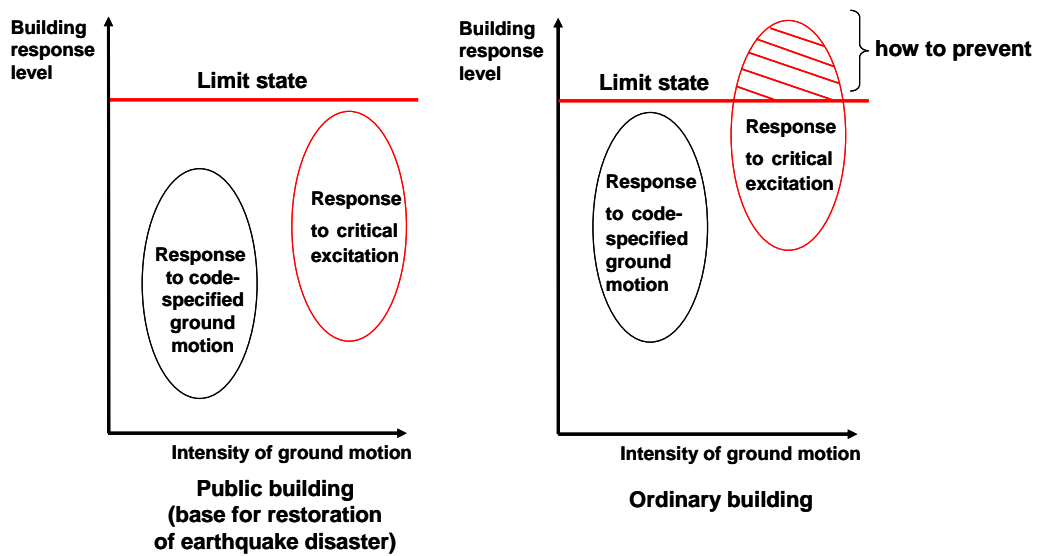 Building
response
level
Limit state
Response
to code-
specified
ground
motion
Response
to critical
excitation
Intensity of ground motion
Public building
(base for restoration
of earthquake disaster)
Building
response
level
Limit state
how to prevent
Response
to code-
specified
ground
motion
Response
to critical
excitation
Intensity of ground motion
Ordinary building